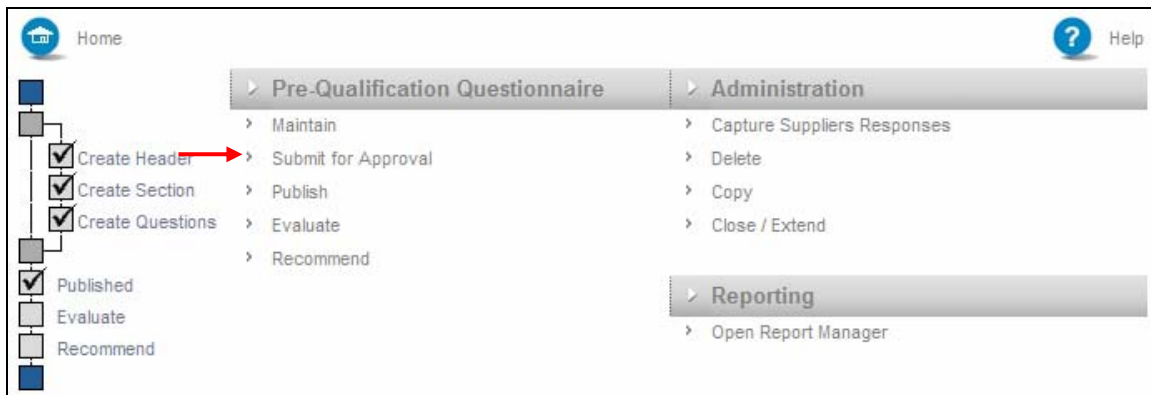 Home
? Help
Create Header
Create Section
Create Questions
Published
Evaluate
Recommend
Pre-Qualification Questionnaire
Maintain
Submit for Approval
Publish
Evaluate
Recommend
Administration
Capture Suppliers Responses
Delete
Copy
Close / Extend
Reporting
Open Report Manager